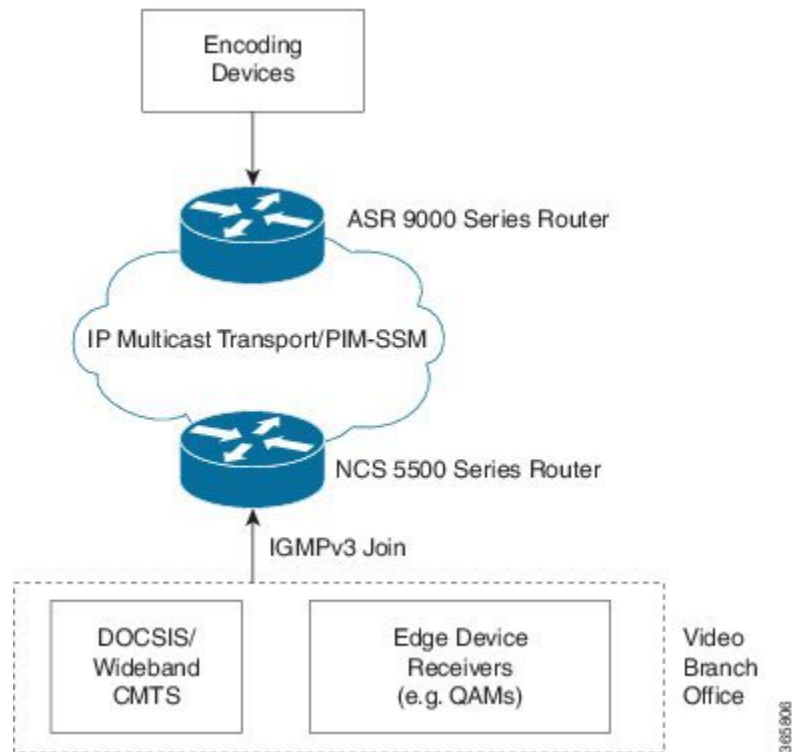 Encoding
Devices
ASR 9000 Series Router
IP Multicast Transport/PIM-SSM
NCS 5500 Series Router
IGMPv3 Join
DOCSIS/
Wideband
CMTS
Edge Device
Receivers
(e.g. QAMs)
Video
Branch
Office
365806